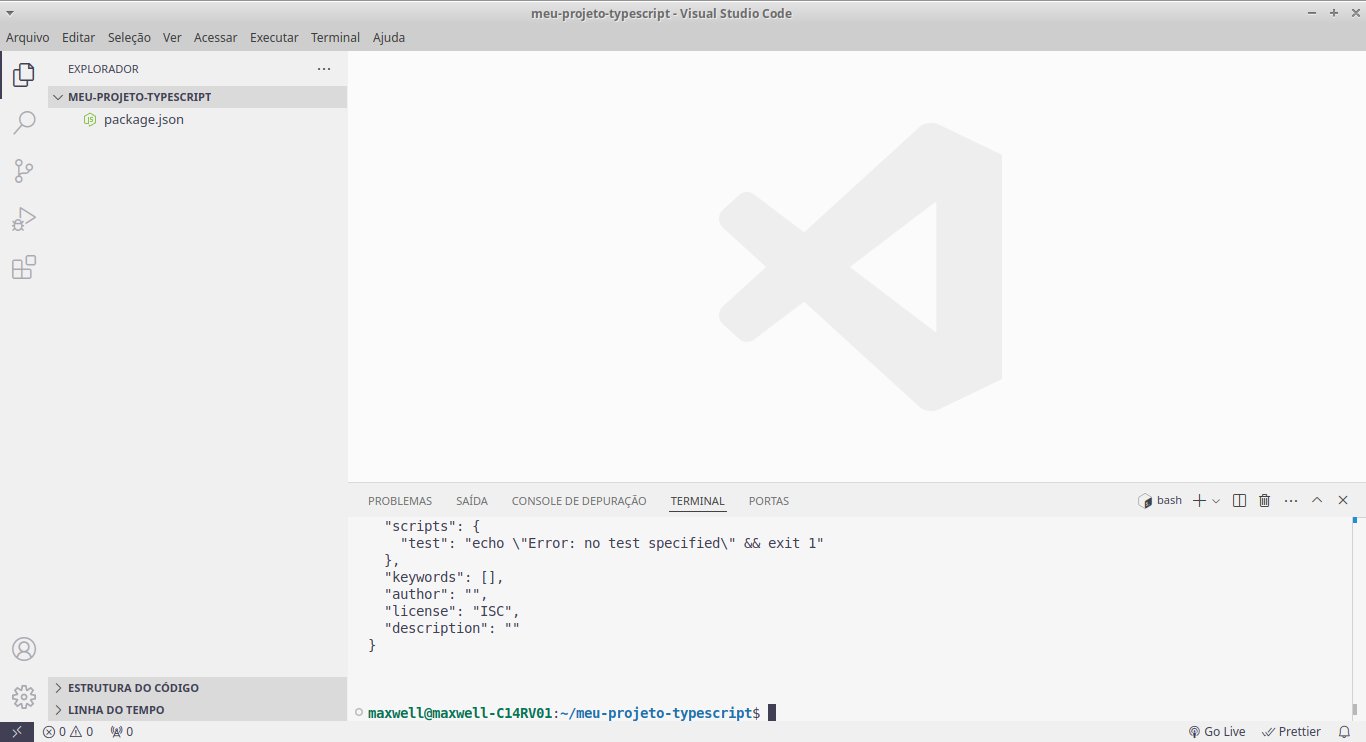 meu-projeto-typescript - Visual Studio Code
Arquivo Editar Seleção Ver Acessar Executar Terminal Ajuda
EXPLORADOR
MEU-PROJETO-TYPESCRIPT
JS package.json
PROBLEMAS SAÍDA CONSOLE DE DEPURAÇÃO TERMINAL PORTAS bash
"scripts": {
"test": "echo \"Error: no test specified\" && exit 1"
},
"keywords": [],
"author": "",
"license": "ISC",
"description": ""
}
maxwell@maxwell-C14RV01:~/meu-projeto-typescript$
ESTRUTURA DO CÓDIGO
LINHA DO TEMPO
0 0 0 Go Live Prettier